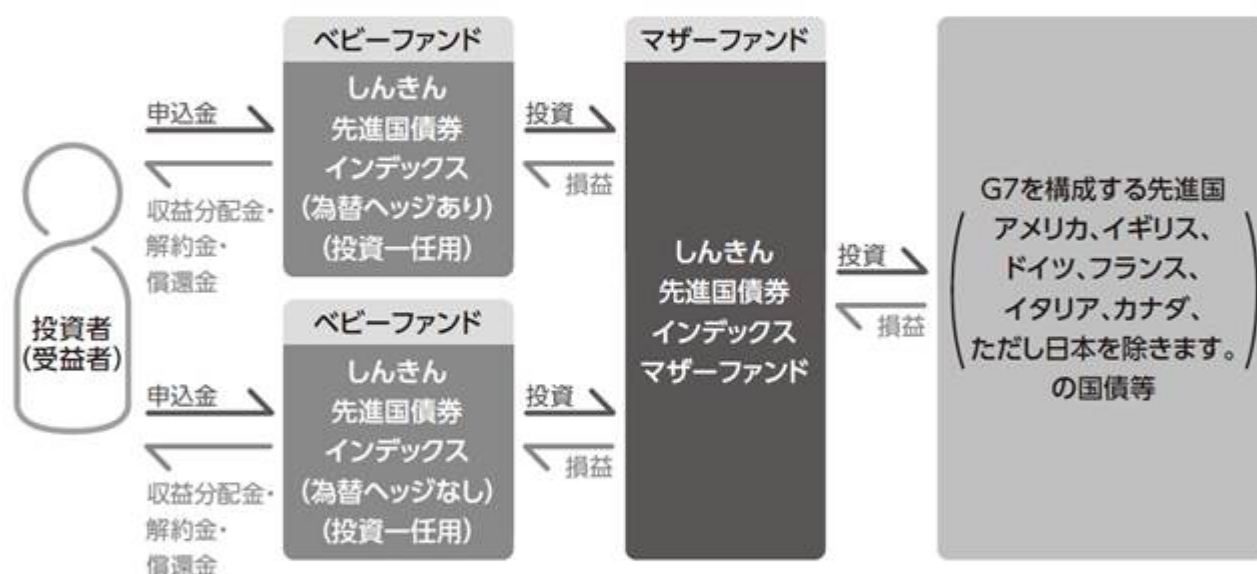 投資者
(受益者)
申込金
収益分配金・
解約金・
償還金
ベビーファンド
しんきん
先進国債券
インデックス
(為替ヘッジあり)
(投資一任用)
投資
損益
申込金
収益分配金・
解約金・
償還金
ベビーファンド
しんきん
先進国債券
インデックス
(為替ヘッジなし)
(投資一任用)
投資
損益
マザーファンド
しんきん
先進国債券
インデックス
マザーファンド
投資
損益
G7を構成する先進国
(アメリカ、イギリス、
ドイツ、フランス、
イタリア、カナダ、
ただし日本を除きます。)
の国債等